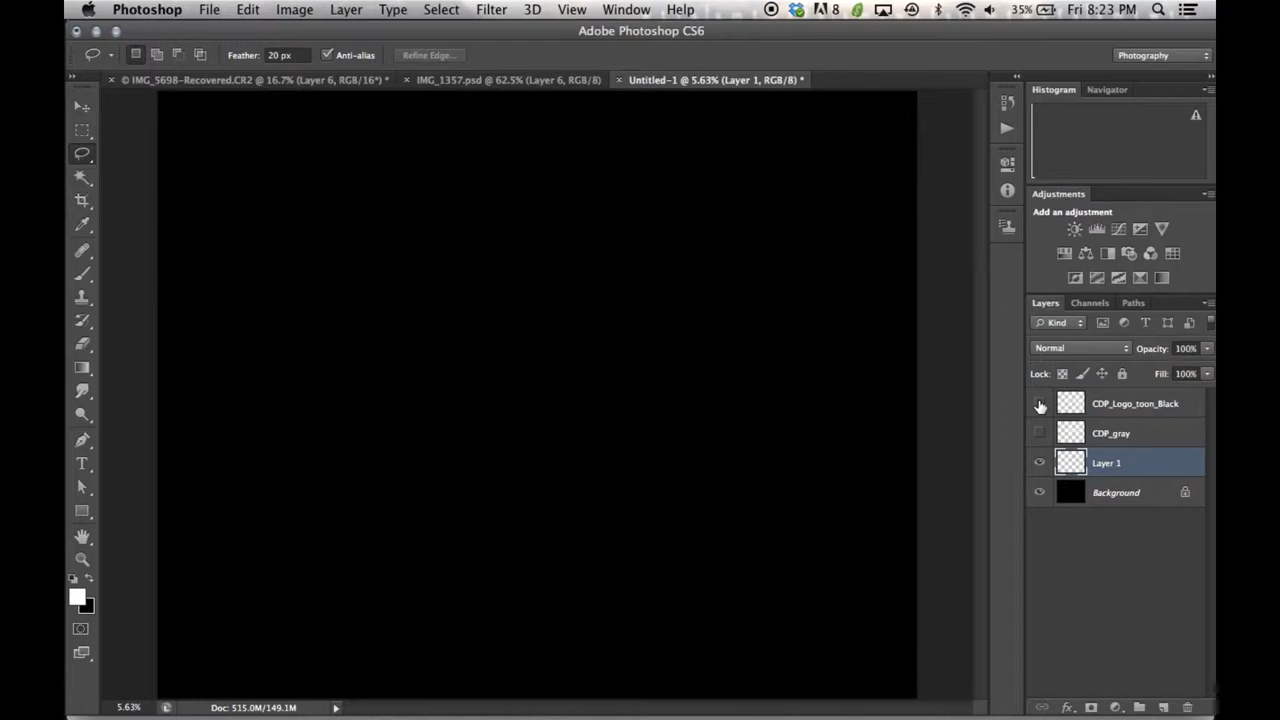 Photoshop File Edit Image Layer Type Select Filter 3D View Window Help 8 35% Fri 8:23 PM
Adobe Photoshop CS6
Feather: 20 px Anti-alias Refine Edge... Photography
© IMG_5698-Recovered.CR2 @ 16.7% (Layer 6, RGB/16*) * IMG_1357.psd @ 62.5% (Layer 6, RGB/8) Untitled-1 @ 5.63% (Layer 1, RGB/8) *
Histogram Navigator
Adjustments
Add an adjustment
Layers Channels Paths
Kind
Normal Opacity: 100%
Lock: Fill: 100%
CDP_Logo_toon_Black
CDP_gray
Layer 1
Background
5.63% Doc: 515.0M/149.1M